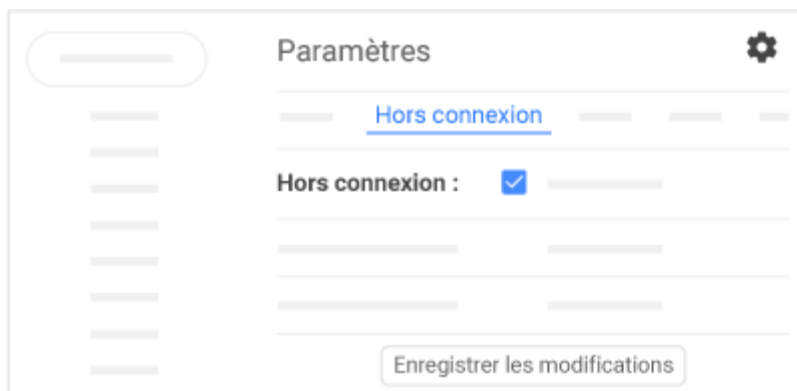 Paramètres
Hors connexion
Hors connexion :
Enregistrer les modifications